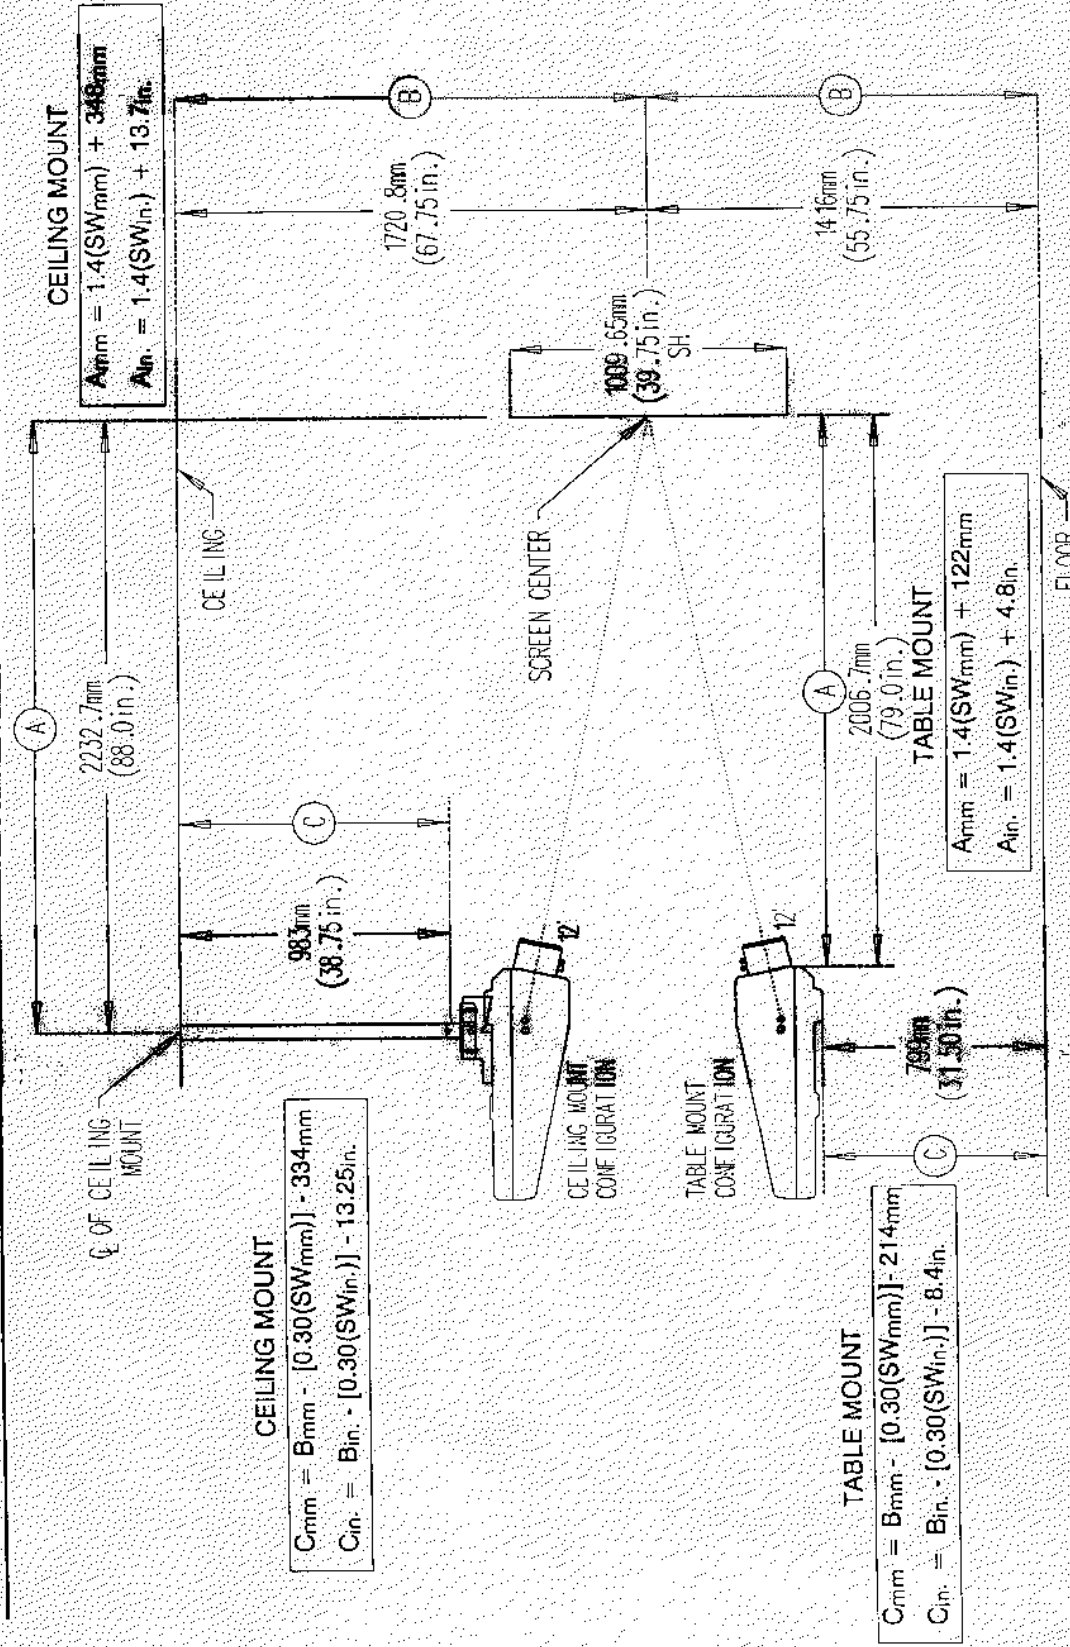 CEILING MOUNT
Amm = 1.4(SWmm) + 348mm
Ain. = 1.4(SWin.) + 13.7in.
A
2232.7mm
(88.0in.)
CEILING
℄ OF CEILING
MOUNT
B
1720.8mm
(67.75in.)
C
983mm
(38.75in.)
CEILING MOUNT
Cmm = Bmm - [0.30(SWmm)] - 334mm
Cin. = Bin. - [0.30(SWin.)] - 13.25in.
12°
CEILING MOUNT
CONFIGURATION
SCREEN CENTER
1009.65mm
(39.75in.)
SH
B
1416mm
(55.75in.)
TABLE MOUNT
CONFIGURATION
12°
A
2006.7mm
(79.0in.)
TABLE MOUNT
Amm = 1.4(SWmm) + 122mm
Ain. = 1.4(SWin.) + 4.8in.
(31.50in.)
C
TABLE MOUNT
Cmm = Bmm - [0.30(SWmm)] - 214mm
Cin. = Bin. - [0.30(SWin.)] - 8.4in.
FLOOR